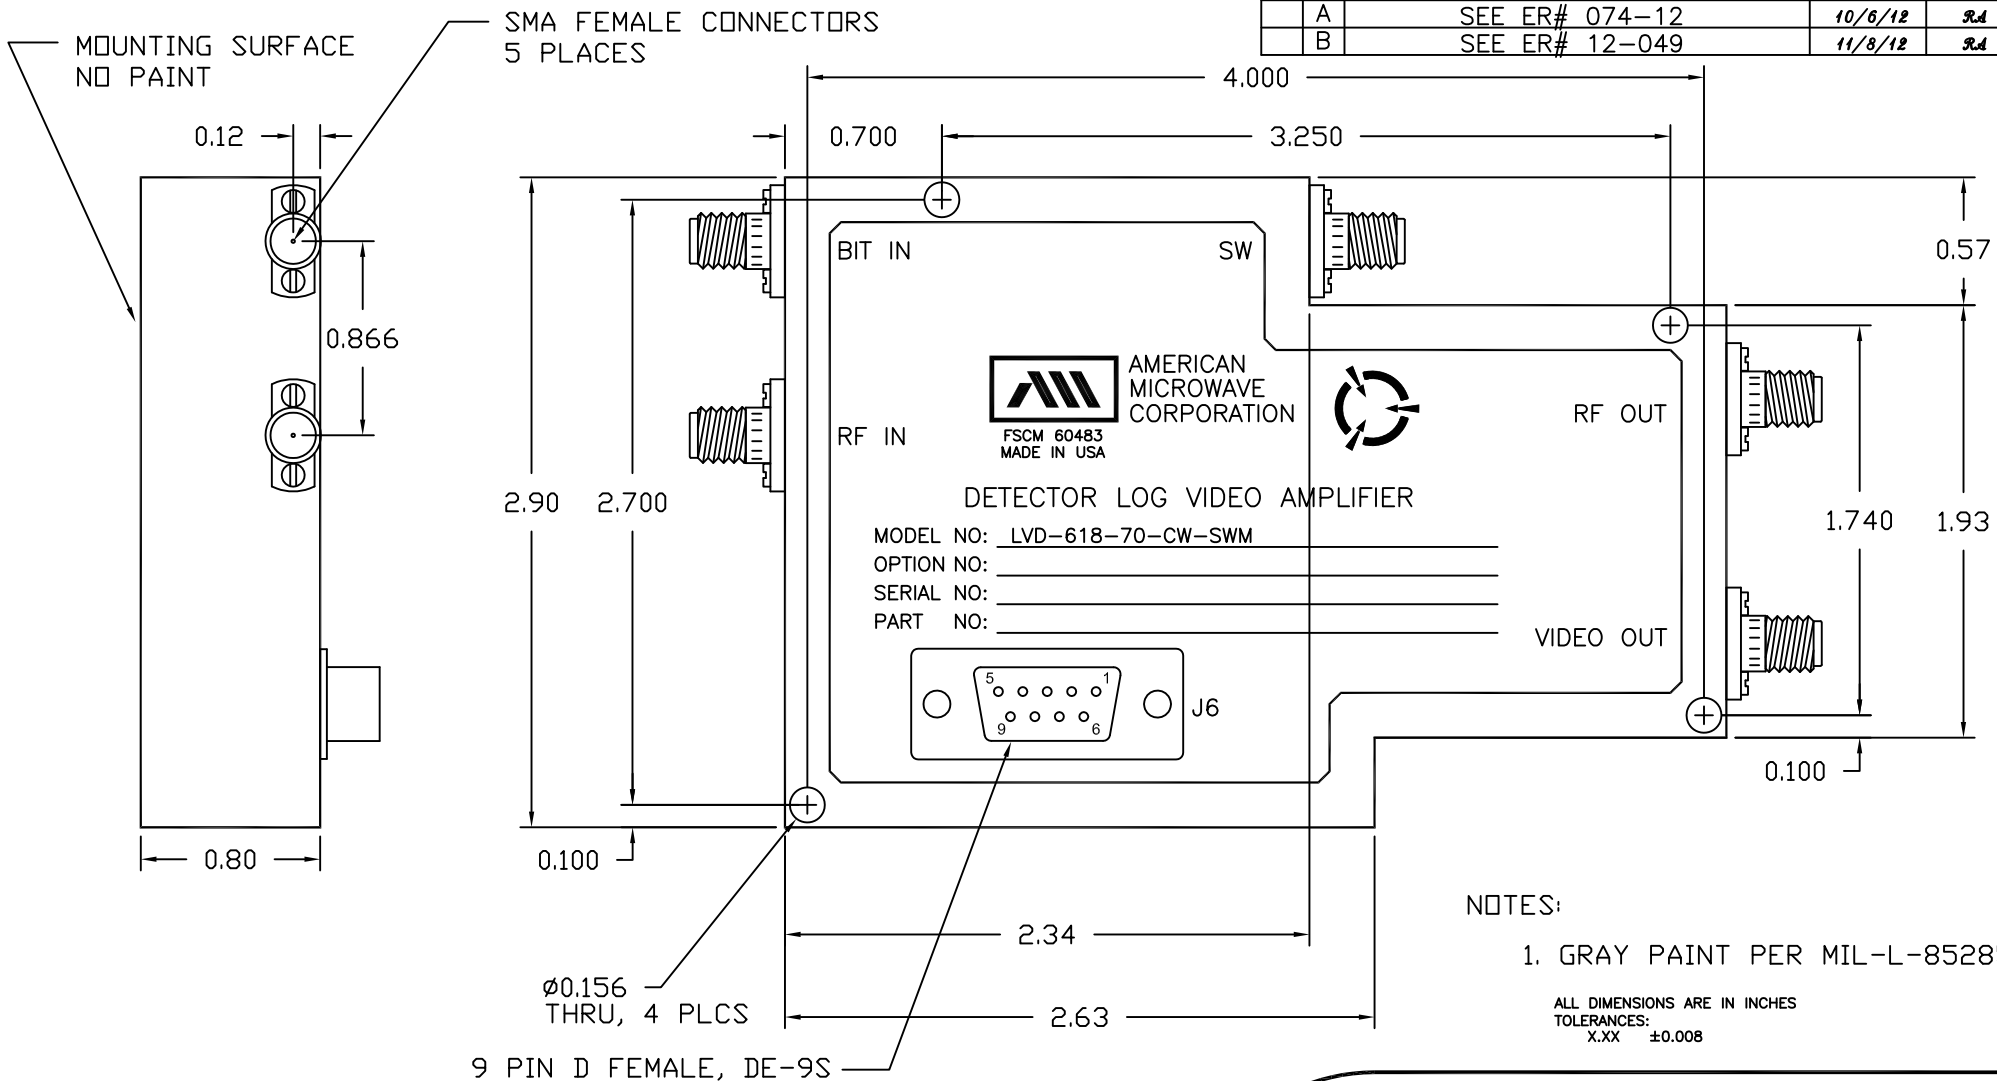 A SEE ER# 074-12 10/6/12 RA
B SEE ER# 12-049 11/8/12 RA
SMA FEMALE CONNECTORS
5 PLACES
MOUNTING SURFACE
NO PAINT
4.000
0.12
0.700
3.250
0.57
BIT IN
SW
0.866
AMERICAN
MICROWAVE
CORPORATION
FSCM 60483
MADE IN USA
RF IN
RF OUT
2.90
2.700
DETECTOR LOG VIDEO AMPLIFIER
1.740
1.93
MODEL NO: LVD-618-70-CW-SWM
OPTION NO:
SERIAL NO:
PART NO:
VIDEO OUT
5 1
9 6
J6
0.100
0.80
0.100
2.34
NOTES:
1. GRAY PAINT PER MIL-L-8528
Ø0.156
THRU, 4 PLCS
2.63
ALL DIMENSIONS ARE IN INCHES
TOLERANCES:
X.XX ±0.008
9 PIN D FEMALE, DE-9S